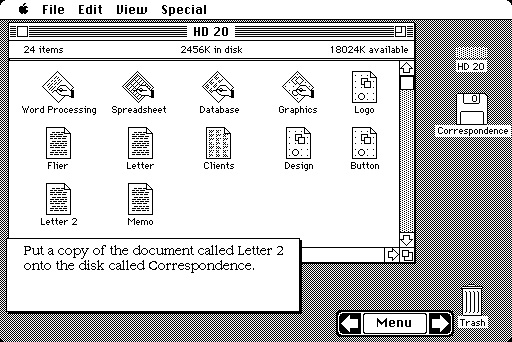 File Edit View Special
HD 20
24 items 2456K in disk 18024K available
Word Processing Spreadsheet Database Graphics Logo
Flier Letter Clients Design Button
Letter 2 Memo
HD 20
Correspondence
Put a copy of the document called Letter 2
onto the disk called Correspondence.
Menu
Trash